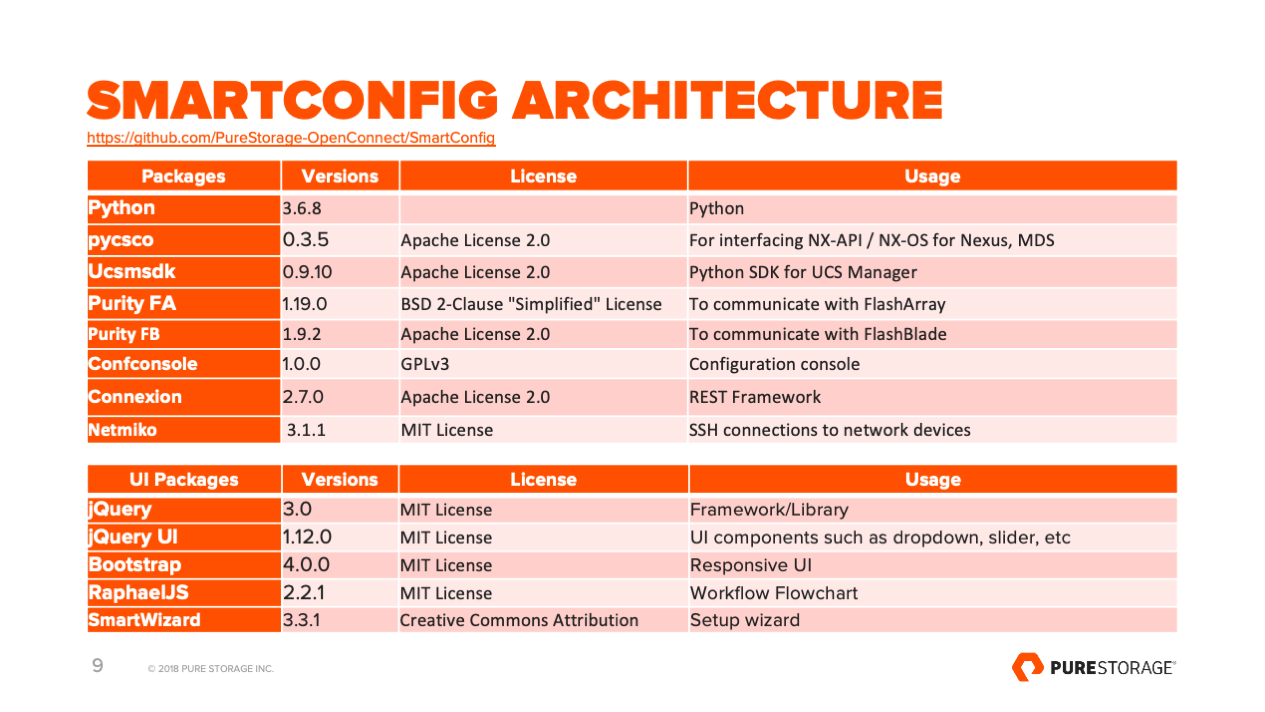 SMARTCONFIG ARCHITECTURE
https://github.com/PureStorage-OpenConnect/SmartConfig
Packages Versions License Usage
Python 3.6.8 Python
pycsco 0.3.5 Apache License 2.0 For interfacing NX-API / NX-OS for Nexus, MDS
Ucsmsdk 0.9.10 Apache License 2.0 Python SDK for UCS Manager
Purity FA 1.19.0 BSD 2-Clause "Simplified" License To communicate with FlashArray
Purity FB 1.9.2 Apache License 2.0 To communicate with FlashBlade
Confconsole 1.0.0 GPLv3 Configuration console
Connexion 2.7.0 Apache License 2.0 REST Framework
Netmiko 3.1.1 MIT License SSH connections to network devices
UI Packages Versions License Usage
jQuery 3.0 MIT License Framework/Library
jQuery UI 1.12.0 MIT License UI components such as dropdown, slider, etc
Bootstrap 4.0.0 MIT License Responsive UI
RaphaelJS 2.2.1 MIT License Workflow Flowchart
SmartWizard 3.3.1 Creative Commons Attribution Setup wizard
9 © 2018 PURE STORAGE INC. PURESTORAGE®